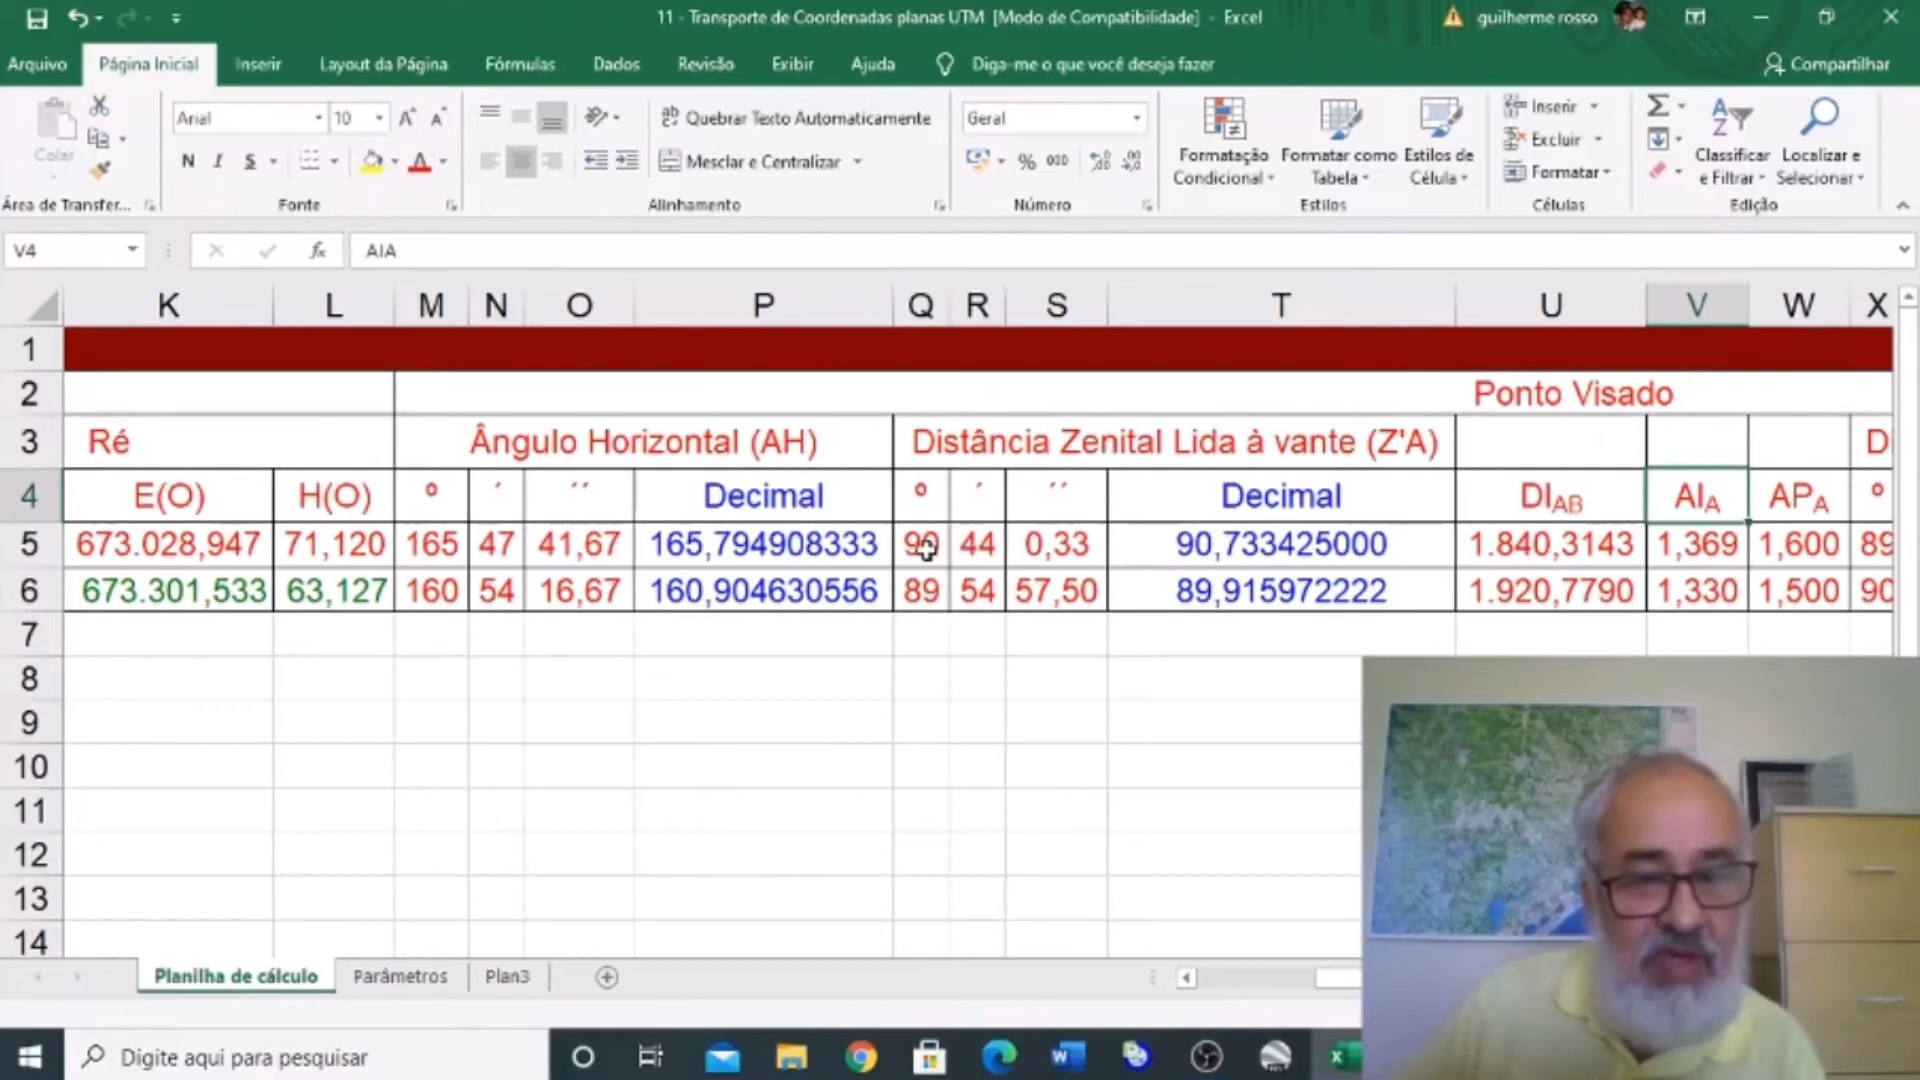 11 - Transporte de Coordenadas planas UTM [Modo de Compatibilidade] - Excel
guilherme rosso
Arquivo Página Inicial Inserir Layout da Página Fórmulas Dados Revisão Exibir Ajuda Diga-me o que você deseja fazer Compartilhar
Colar
Arial 10
N I S
Quebrar Texto Automaticamente
Mesclar e Centralizar
Geral
% 000
Formatação Condicional
Formatar como Tabela
Estilos de Célula
Inserir
Excluir
Formatar
Classificar e Filtrar
Localizar e Selecionar
Área de Transfer... Fonte Alinhamento Número Estilos Células Edição
V4 fx AIA
K L M N O P Q R S T U V W X
1
2 Ponto Visado
3 Ré Ângulo Horizontal (AH) Distância Zenital Lida à vante (Z'A) D
4 E(O) H(O) º ´ ´´ Decimal º ´ ´´ Decimal DIAB AIA APA º
5 673.028,947 71,120 165 47 41,67 165,794908333 90 44 0,33 90,733425000 1.840,3143 1,369 1,600 89
6 673.301,533 63,127 160 54 16,67 160,904630556 89 54 57,50 89,915972222 1.920,7790 1,330 1,500 90
7
8
9
10
11
12
13
14
Planilha de cálculo Parâmetros Plan3
Digite aqui para pesquisar